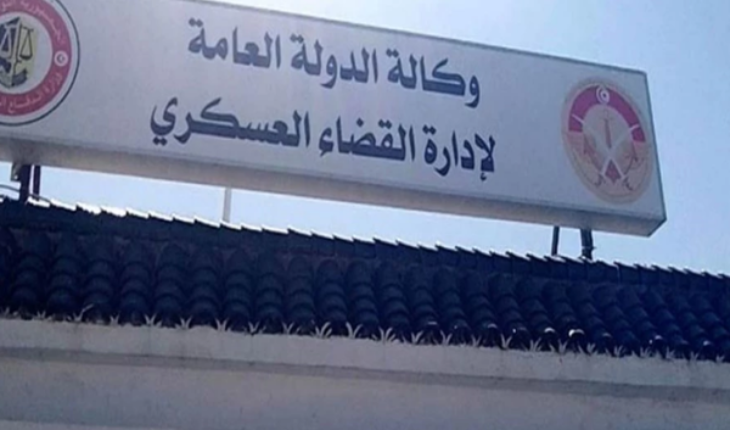 وكالة الدولة العامة
لإدارة القضاء العسكري